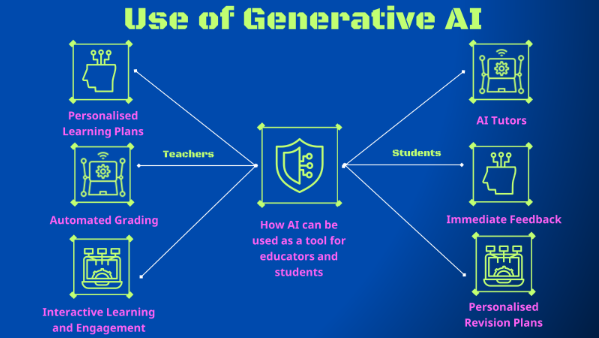 Use of Generative AI
Personalised
Learning Plans
Teachers
Automated Grading
Interactive Learning
and Engagement
How AI can be
used as a tool for
educators and
students
Students
AI Tutors
Immediate Feedback
Personalised
Revision Plans